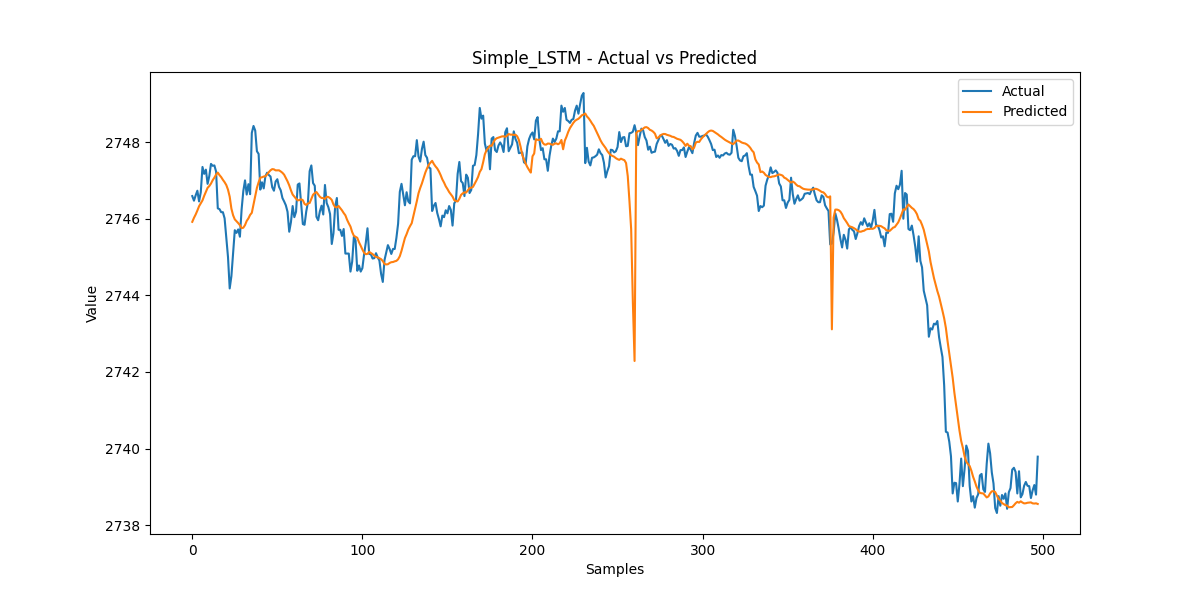 Simple_LSTM - Actual vs Predicted
Actual
Predicted
Value
2748
2746
2744
2742
2740
2738
0 100 200 300 400 500
Samples